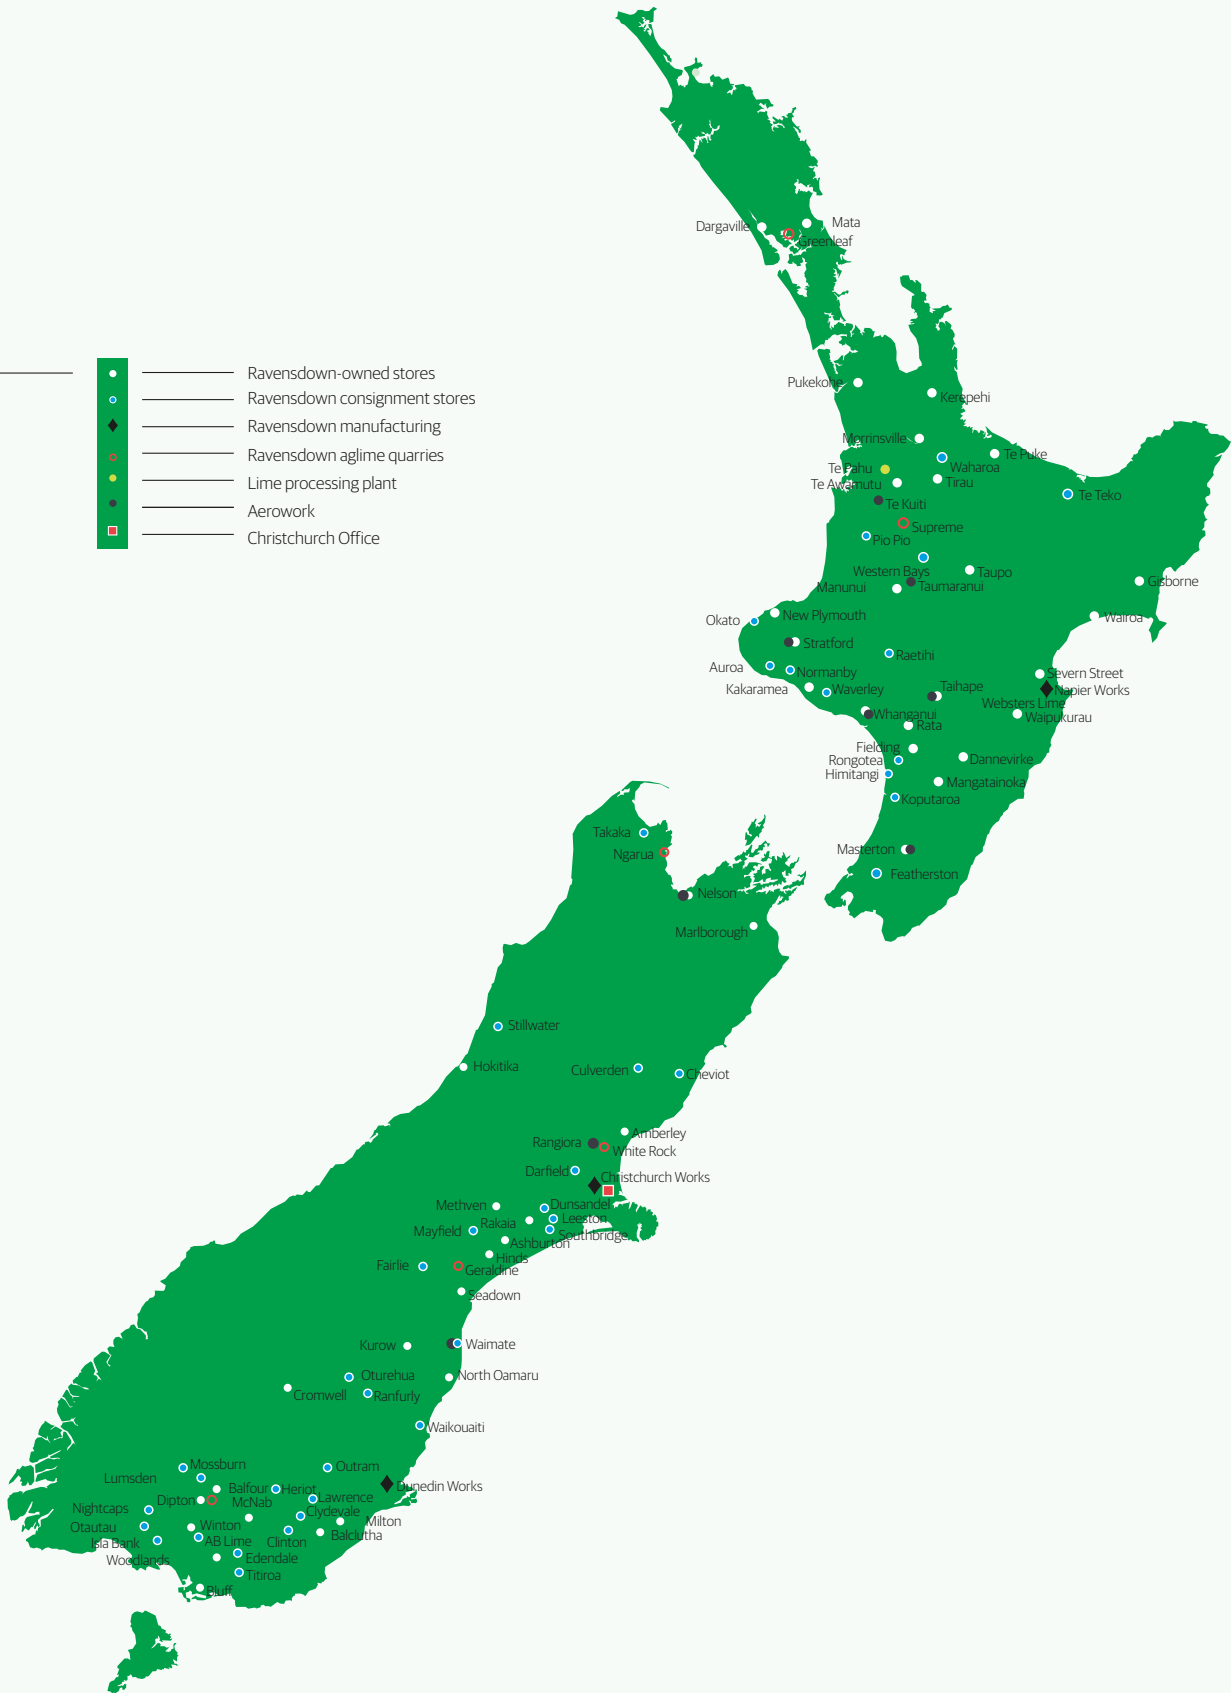 Mata
Dargaville
Greenleaf
Ravensdown-owned stores
Ravensdown consignment stores
Ravensdown manufacturing
Ravensdown aglime quarries
Lime processing plant
Aerowork
Christchurch Office
Pukekohe
Kerepehi
Morrinsville
Te Puke
Te Pahu
Waharoa
Te Awamutu
Tirau
Te Teko
Te Kuiti
Supreme
Pio Pio
Western Bays
Taupo
Manunui
Taumaranui
Gisborne
New Plymouth
Wairoa
Okato
Stratford
Raetihi
Auroa
Normanby
Severn Street
Kakaramea
Waverley
Taihape
Napier Works
Websters Lime
Whanganui
Waipukurau
Rata
Fielding
Rongotea
Dannevirke
Himitangi
Mangatainoka
Koputaroa
Takaka
Masterton
Ngarua
Featherston
Nelson
Marlborough
Stillwater
Hokitika
Culverden
Cheviot
Amberley
Rangiora
White Rock
Darfield
Christchurch Works
Methven
Dunsandel
Rakaia
Leeston
Mayfield
Southbridge
Ashburton
Hinds
Fairlie
Geraldine
Seadown
Kurow
Waimate
Oturehua
North Oamaru
Cromwell
Ranfurly
Waikouaiti
Mossburn
Outram
Lumsden
Dunedin Works
Balfour
Heriot
Lawrence
Dipton
McNab
Nightcaps
Clydevale
Milton
Otautau
Winton
Balclutha
Isla Bank
AB Lime
Clinton
Woodlands
Edendale
Titiroa
Bluff